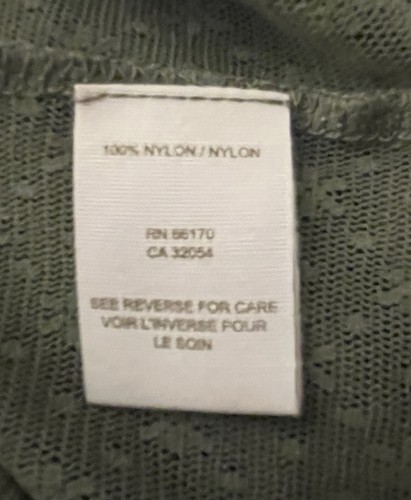 100% NYLON / NYLON
RN 66170
CA 32054
SEE REVERSE FOR CARE
VOIR L'INVERSE POUR
LE SOIN